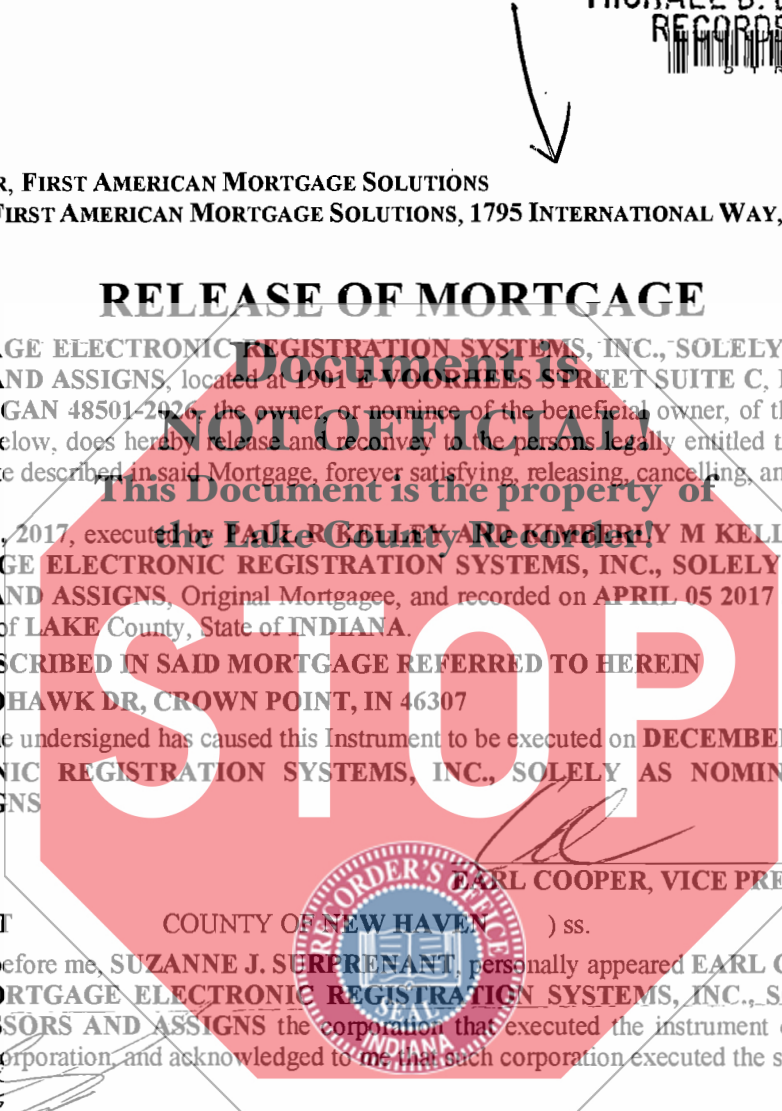 RECORDS
R, FIRST AMERICAN MORTGAGE SOLUTIONS
FIRST AMERICAN MORTGAGE SOLUTIONS, 1795 INTERNATIONAL WAY,
RELEASE OF MORTGAGE
GE ELECTRONIC REGISTRATION SYSTEMS, INC., SOLELY
Document is
ND ASSIGNS, located at 1901 E VOORHEES STREET SUITE C,
GAN 48501-2026, the owner, or nominee of the beneficial owner, of
NOT OFFICIAL!
elow, does hereby release and reconvey to the persons legally entitled
e described in said Mortgage, forever satisfying, releasing, cancelling,
This Document is the property of
, 2017, executed by PAUL R KELLEY AND KIMBERLY M KELL
the Lake County Recorder!
GE ELECTRONIC REGISTRATION SYSTEMS, INC., SOLELY
ND ASSIGNS, Original Mortgagee, and recorded on APRIL 05 2017
of LAKE County, State of INDIANA.
STOP
SCRIBED IN SAID MORTGAGE REFERRED TO HEREIN
HAWK DR, CROWN POINT, IN 46307
e undersigned has caused this Instrument to be executed on DECEMBE
NIC REGISTRATION SYSTEMS, INC., SOLELY AS NOMIN
GNS
EARL COOPER, VICE PRE
RECORDER'S OFFICE
T COUNTY OF NEW HAVEN ) ss.
efore me, SUZANNE J. SURPRENANT, personally appeared EARL
RTGAGE ELECTRONIC REGISTRATION SYSTEMS, INC., S
SEAL
SSORS AND ASSIGNS the corporation that executed the instrument
INDIANA
orporation, and acknowledged to me that such corporation executed the s